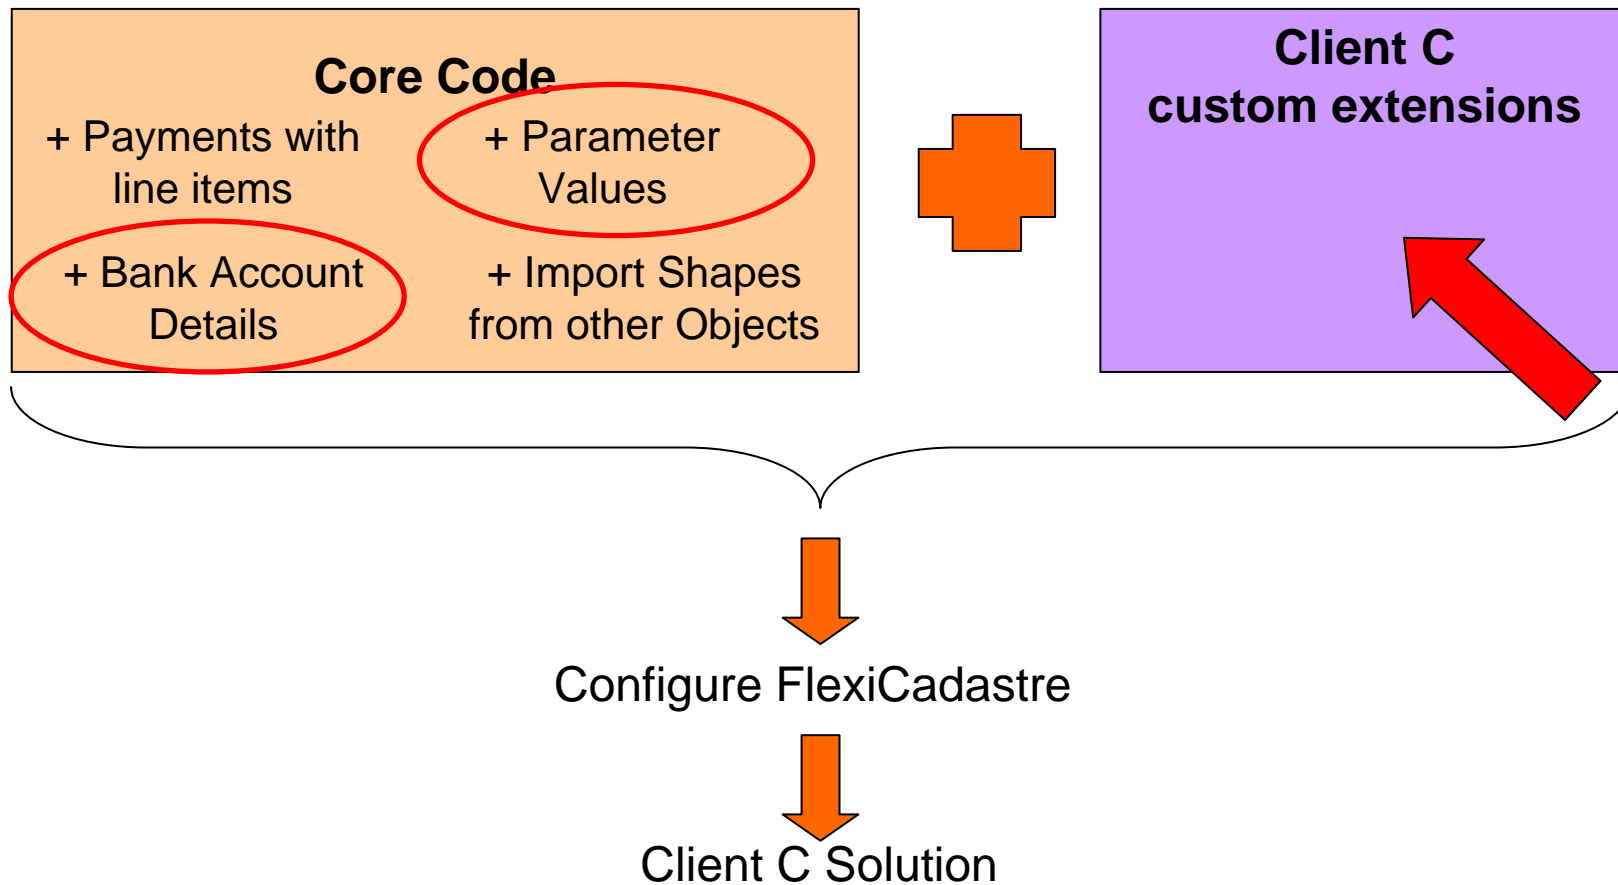 Core Code
+ Payments with
line items
+ Parameter
Values
+ Bank Account
Details
+ Import Shapes
from other Objects
Client C
custom extensions
Configure FlexiCadastre
Client C Solution